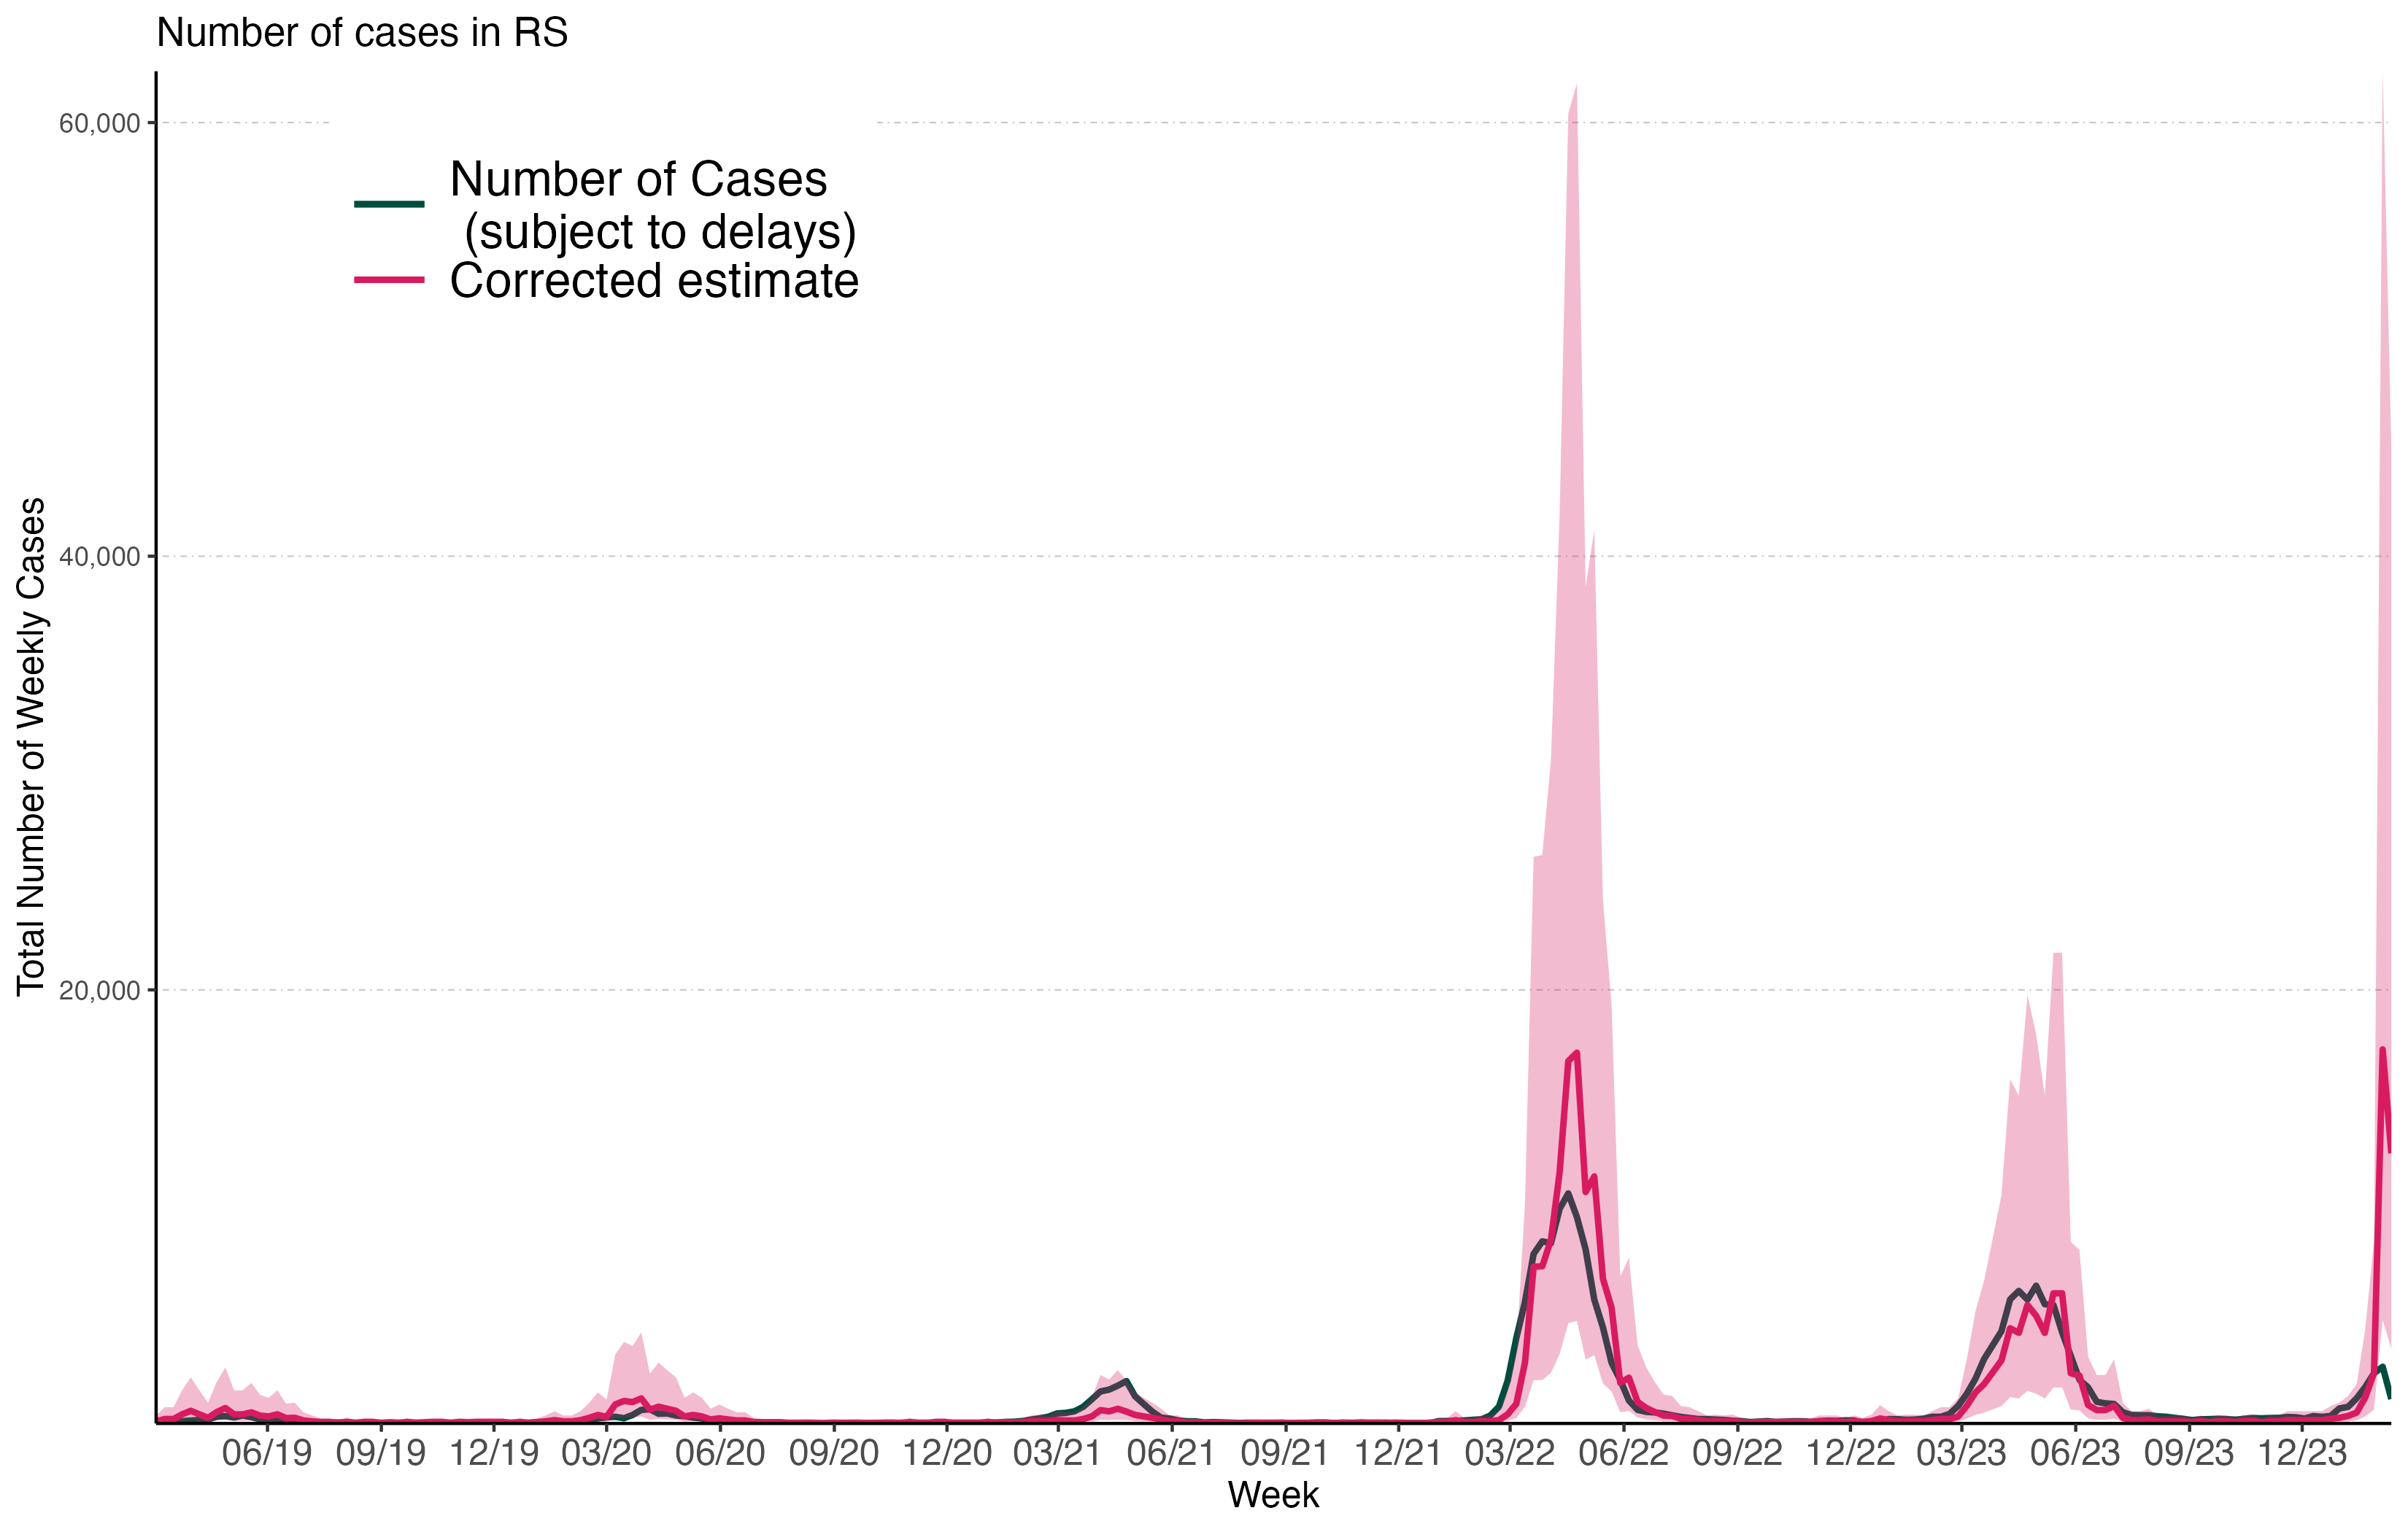 Number of cases in RS
60,000
40,000
20,000
Total Number of Weekly Cases
Number of Cases
(subject to delays)
Corrected estimate
06/19 09/19 12/19 03/20 06/20 09/20 12/20 03/21 06/21 09/21 12/21 03/22 06/22 09/22 12/22 03/23 06/23 09/23 12/23
Week